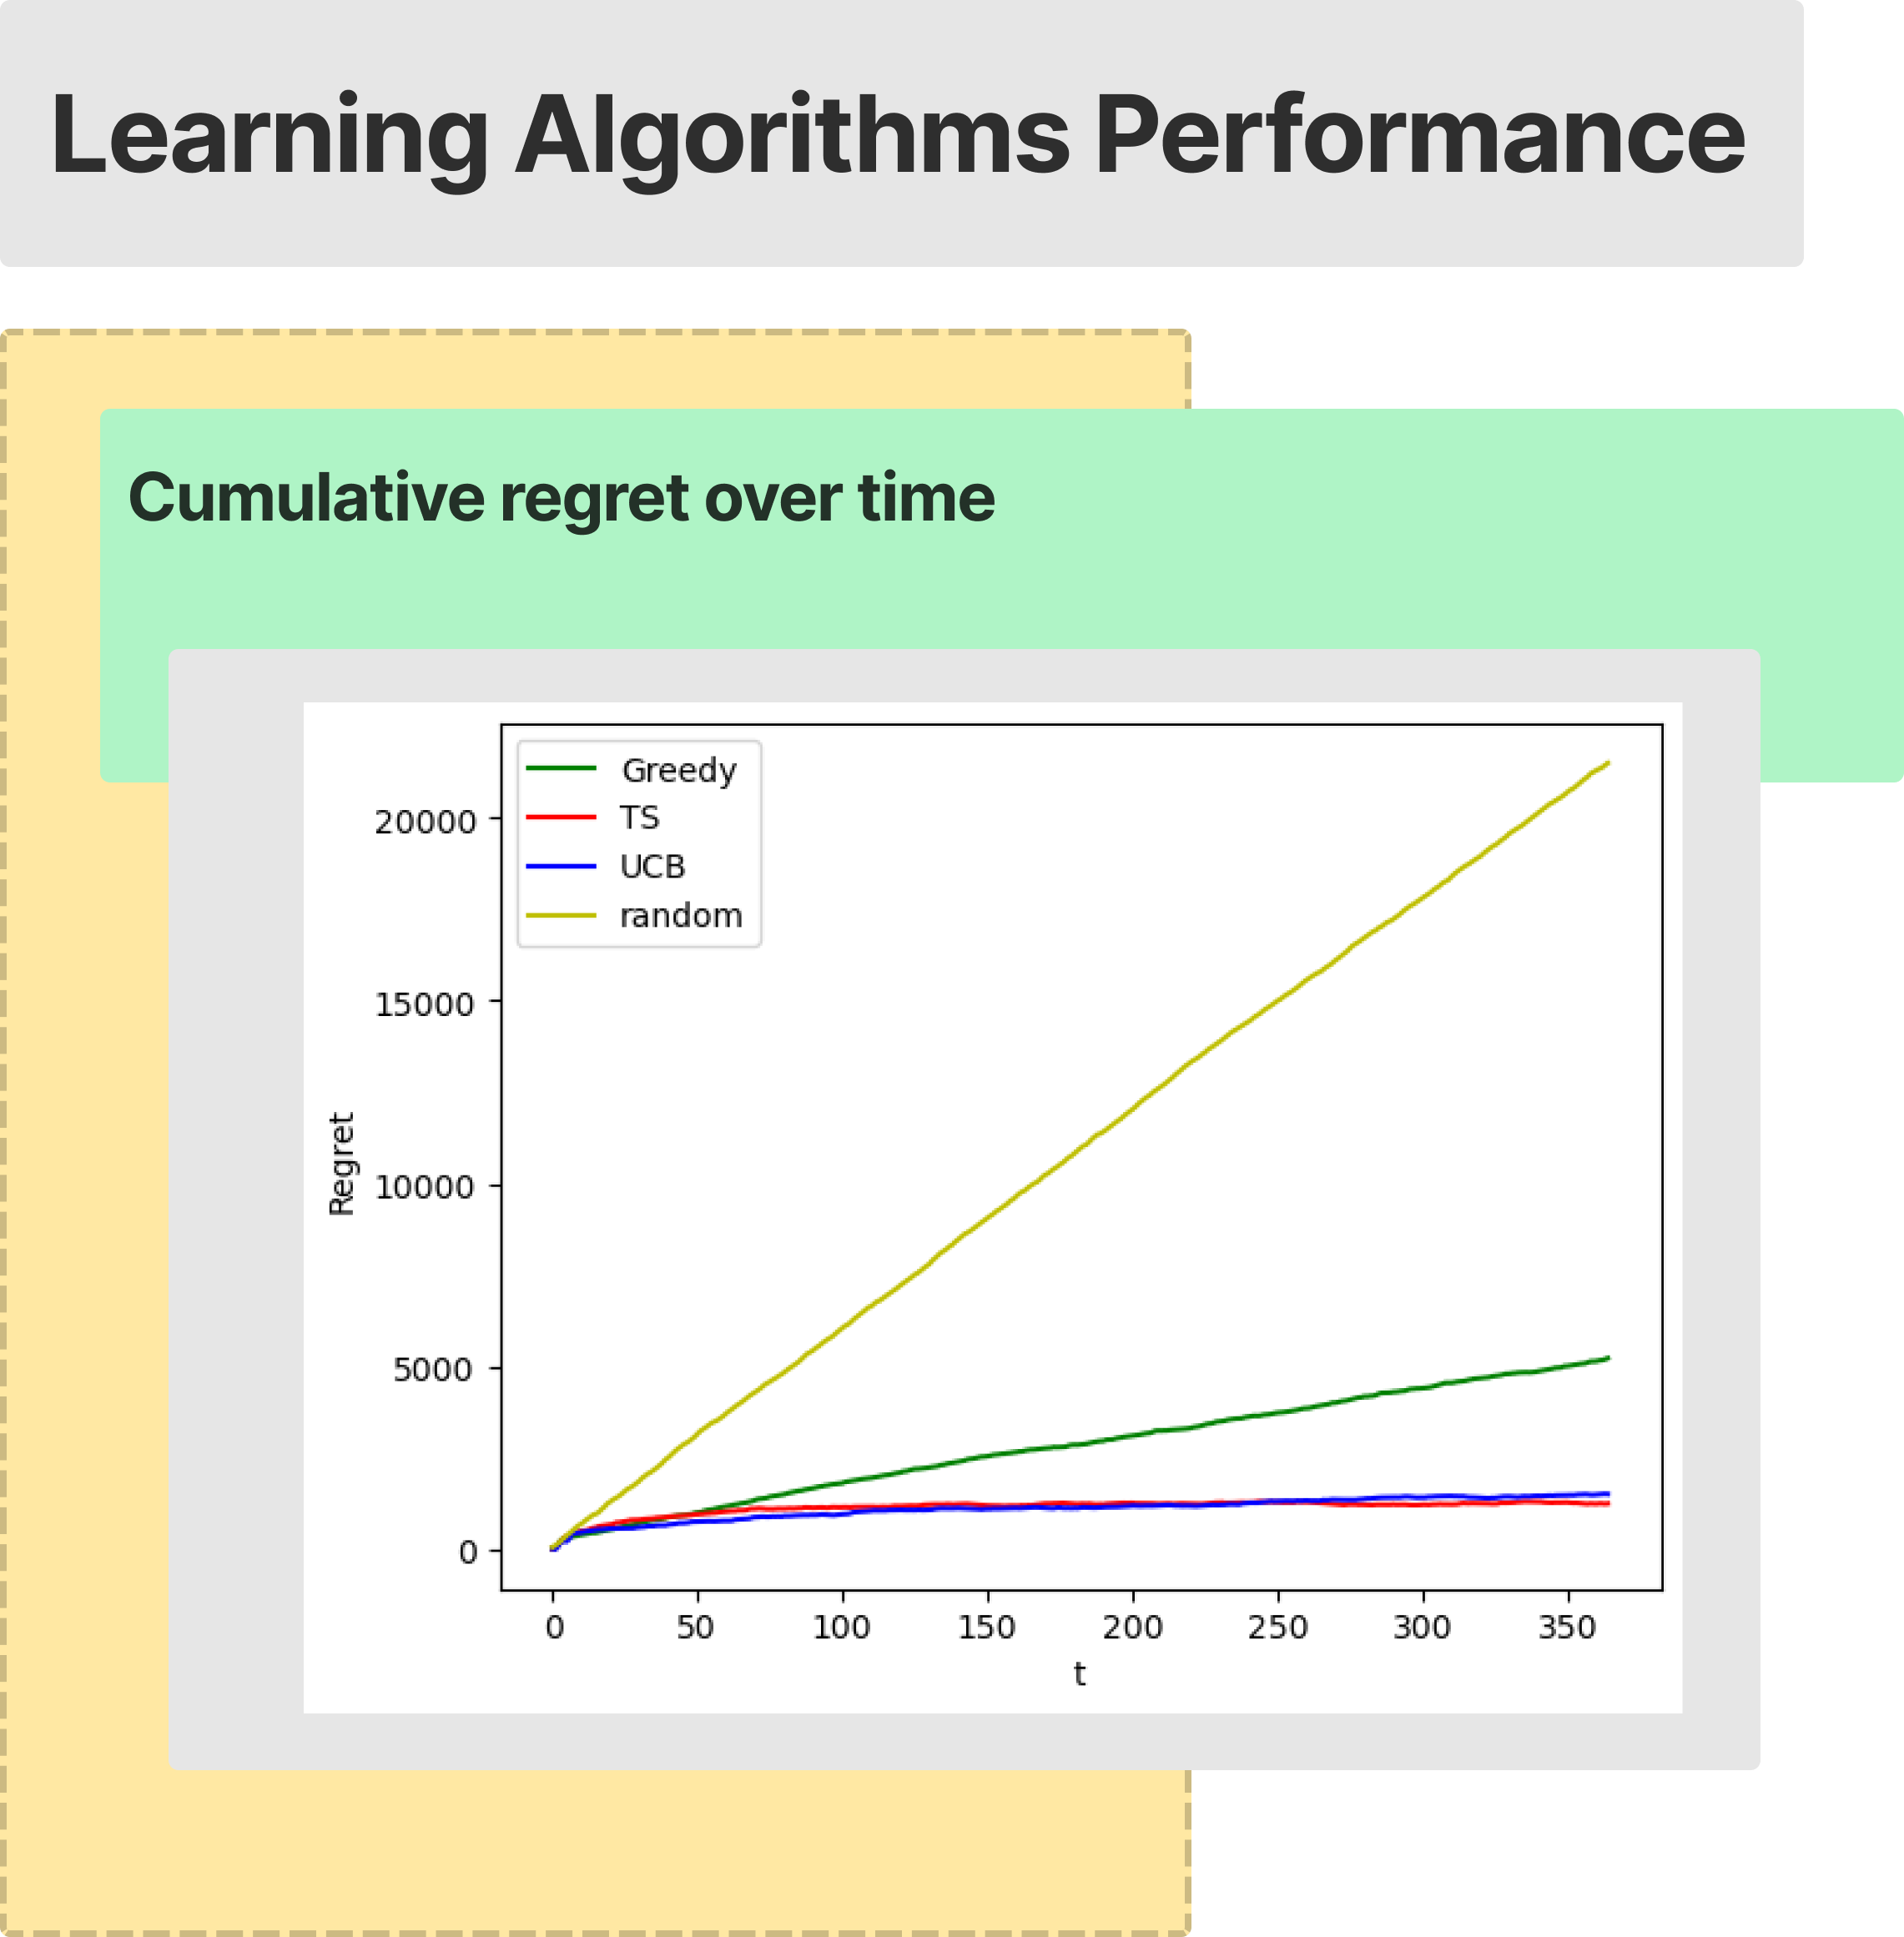 Learning Algorithms Performance
Cumulative regret over time
Greedy
TS
UCB
random
20000
15000
10000
5000
0
Regret
0 50 100 150 200 250 300 350
t